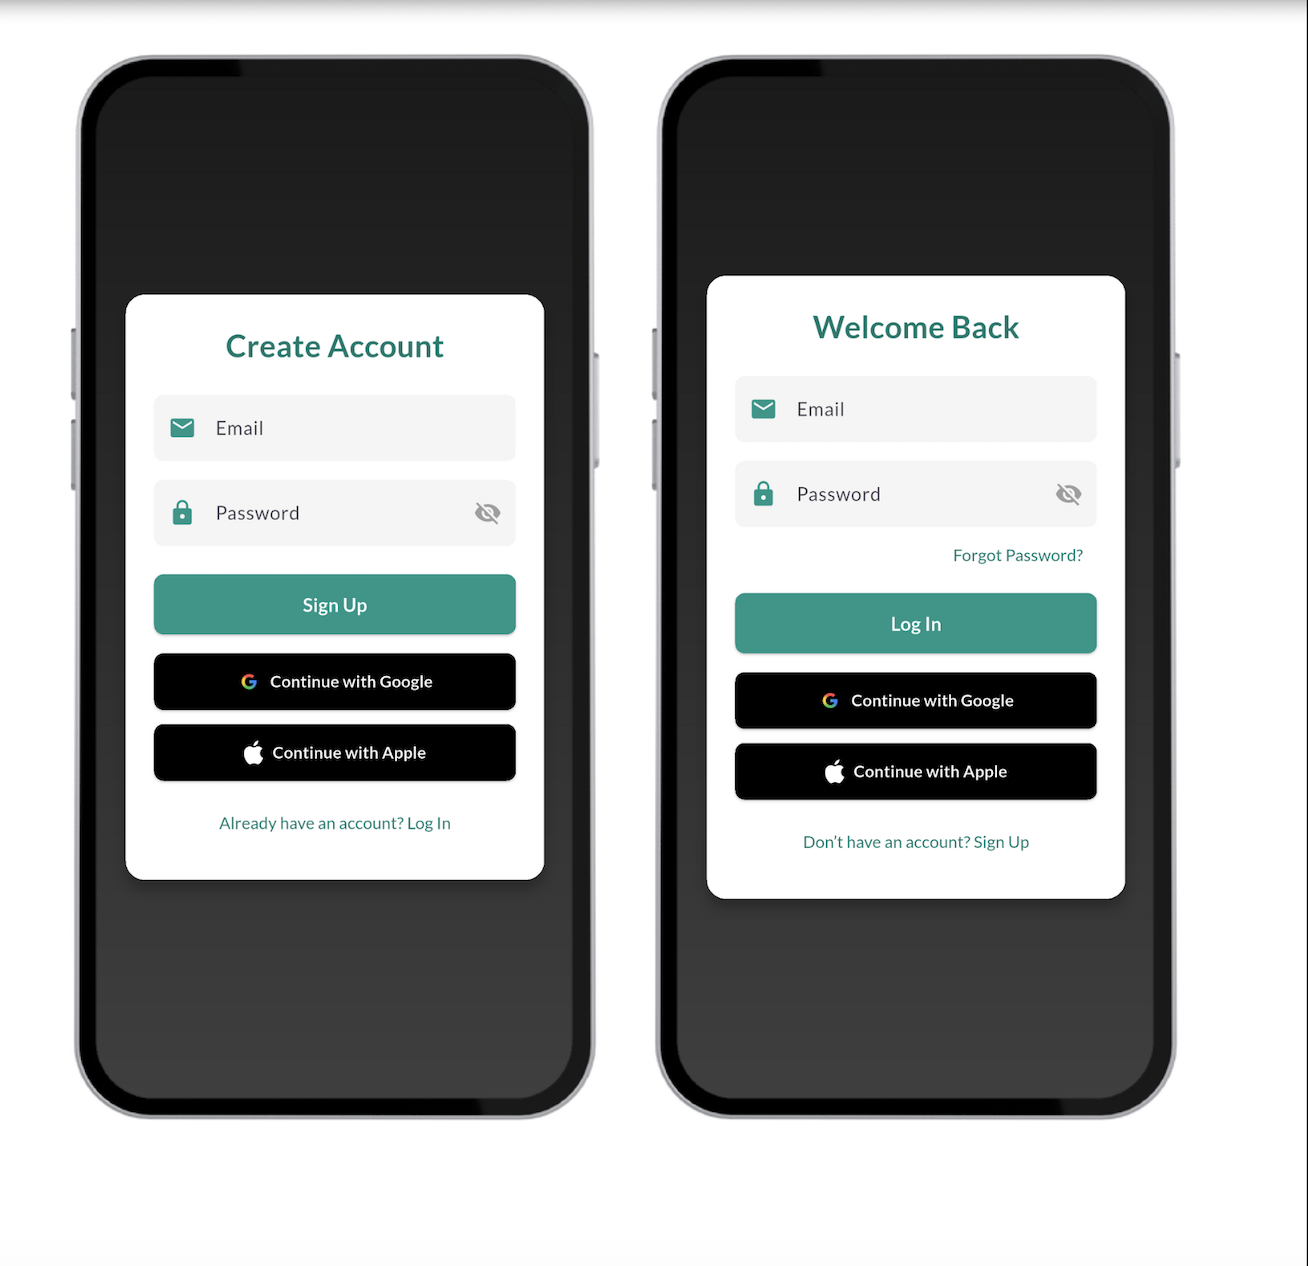 Create Account
Email
Password
Sign Up
Continue with Google
Continue with Apple
Already have an account? Log In
Welcome Back
Email
Password
Forgot Password?
Log In
Continue with Google
Continue with Apple
Don't have an account? Sign Up